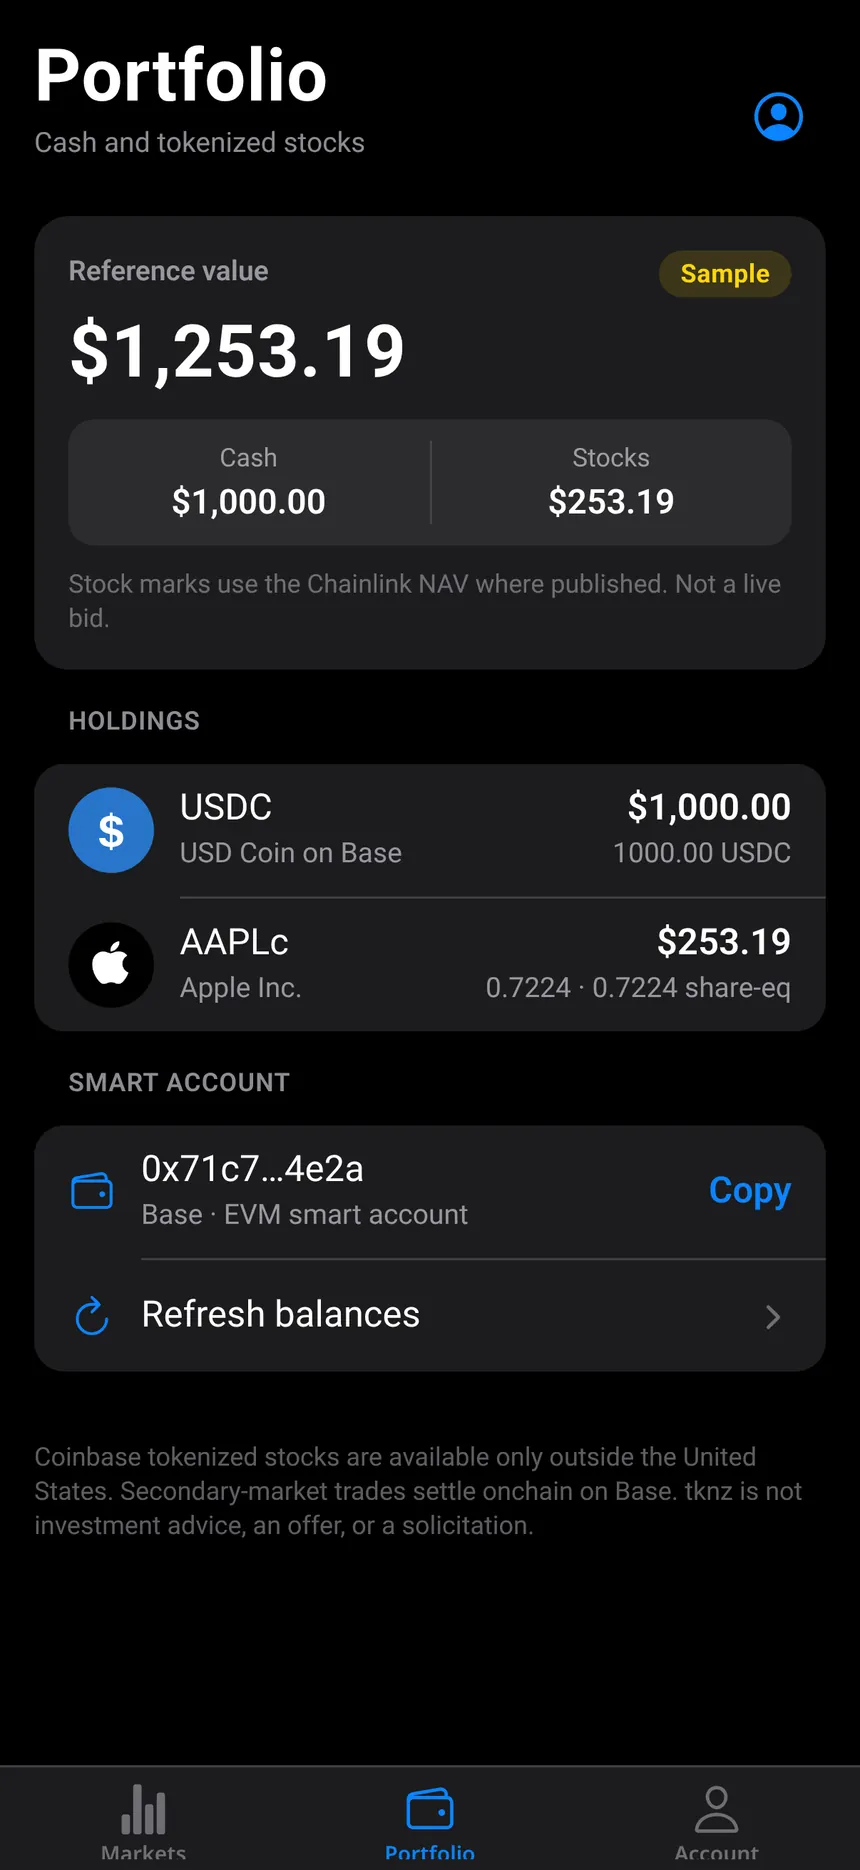 Portfolio
Cash and tokenized stocks
Reference value
Sample
$1,253.19
Cash
$1,000.00
Stocks
$253.19
Stock marks use the Chainlink NAV where published. Not a live
bid.
HOLDINGS
$
USDC
$1,000.00
USD Coin on Base
1000.00 USDC
AAPLc
$253.19
Apple Inc.
0.7224 · 0.7224 share-eq
SMART ACCOUNT
0x71c7…4e2a
Base · EVM smart account
Copy
Refresh balances
Coinbase tokenized stocks are available only outside the United
States. Secondary-market trades settle onchain on Base. tknz is not
investment advice, an offer, or a solicitation.
Markets
Portfolio
Account